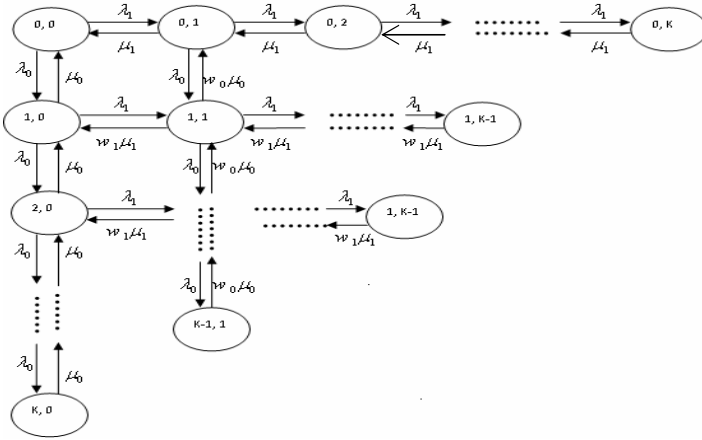 0, 0 λ₁ μ₁ 0, 1 λ₁ μ₁ 0, 2 λ₁ μ₁ λ₁ μ₁ 0, K
λ₀ μ₀ λ₀ w₀μ₀
1, 0 λ₁ w₁μ₁ 1, 1 λ₁ w₁μ₁ λ₁ w₁μ₁ 1, K-1
λ₀ μ₀ λ₀ w₀μ₀
2, 0 λ₁ w₁μ₁ λ₁ w₁μ₁ 1, K-1
λ₀ μ₀ λ₀ w₀μ₀
K-1, 1
λ₀ μ₀
K, 0